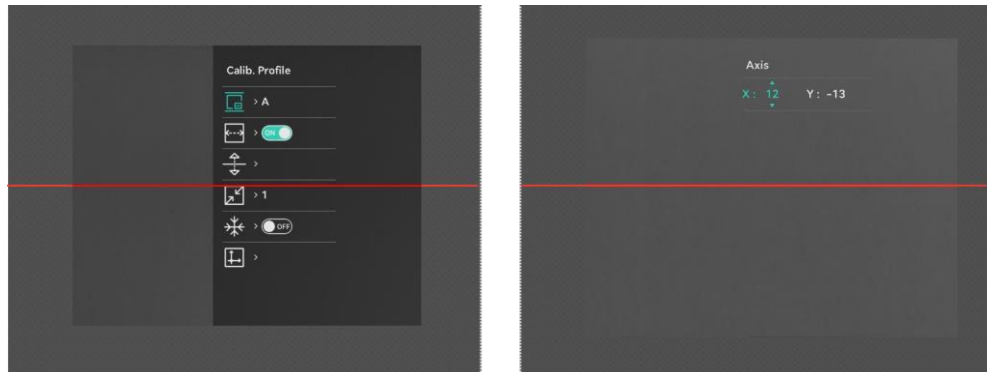 Calib. Profile
> A
> ON
>
> 1
> OFF
>
Axis
X: 12 Y: -13